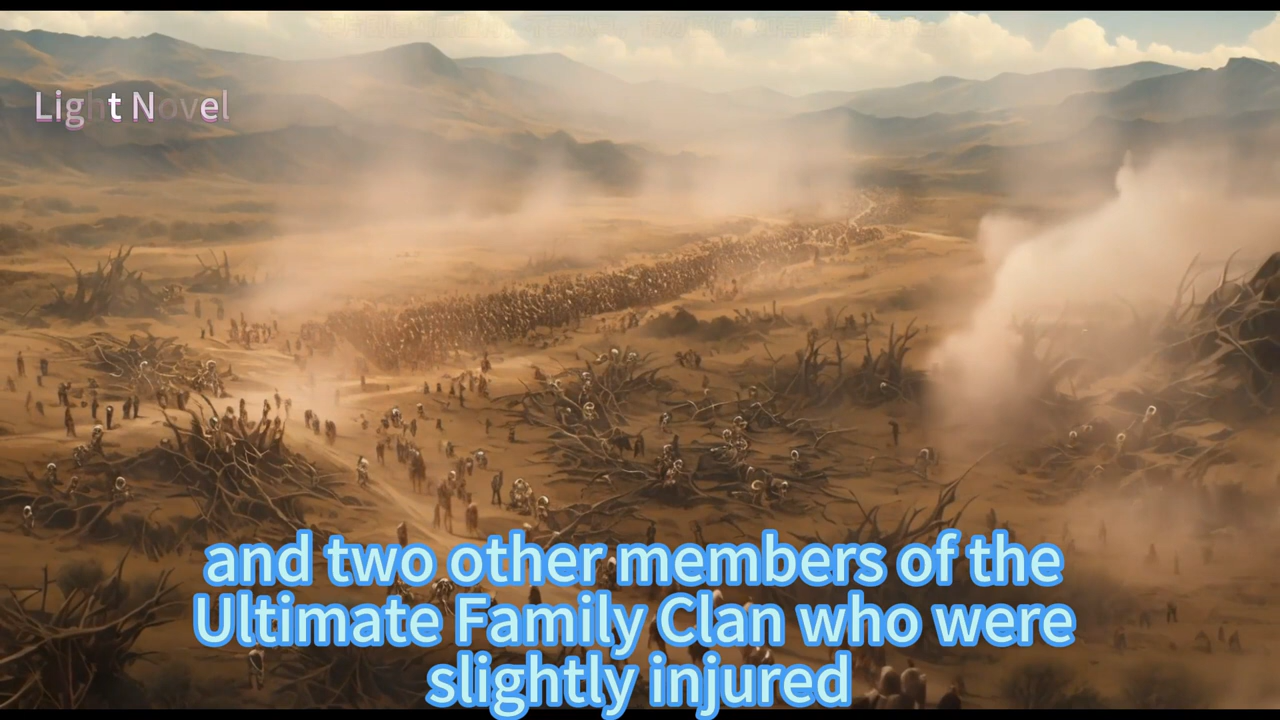 Light Novel
and two other members of the
Ultimate Family Clan who were
slightly injured